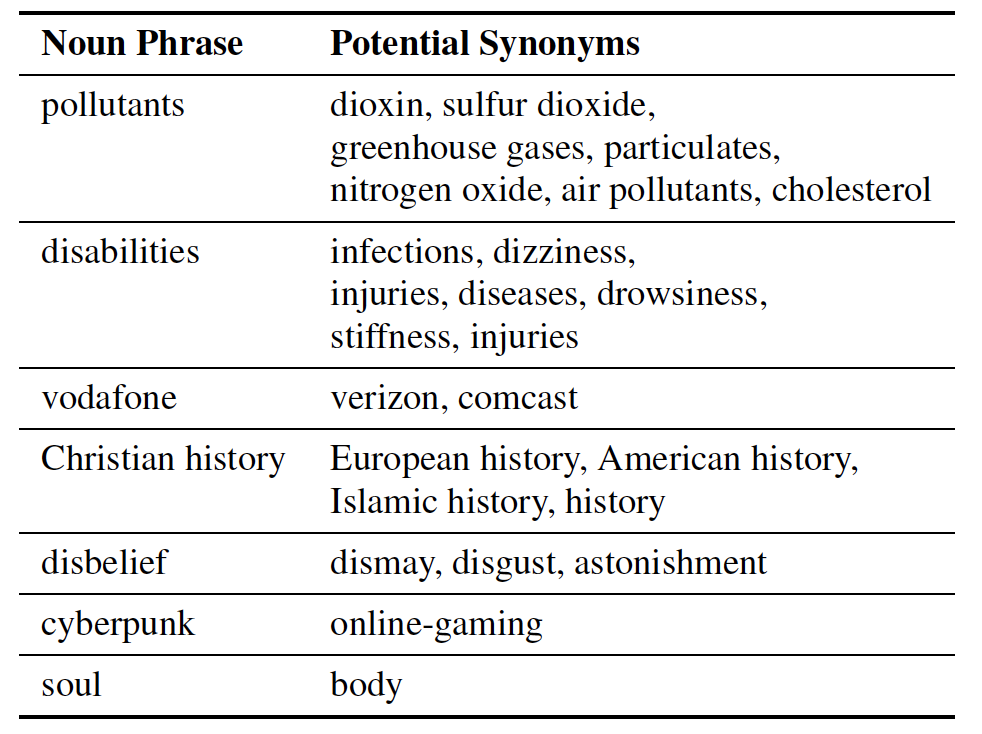 Noun Phrase Potential Synonyms
pollutants dioxin, sulfur dioxide,
greenhouse gases, particulates,
nitrogen oxide, air pollutants, cholesterol
disabilities infections, dizziness,
injuries, diseases, drowsiness,
stiffness, injuries
vodafone verizon, comcast
Christian history European history, American history,
Islamic history, history
disbelief dismay, disgust, astonishment
cyberpunk online-gaming
soul body